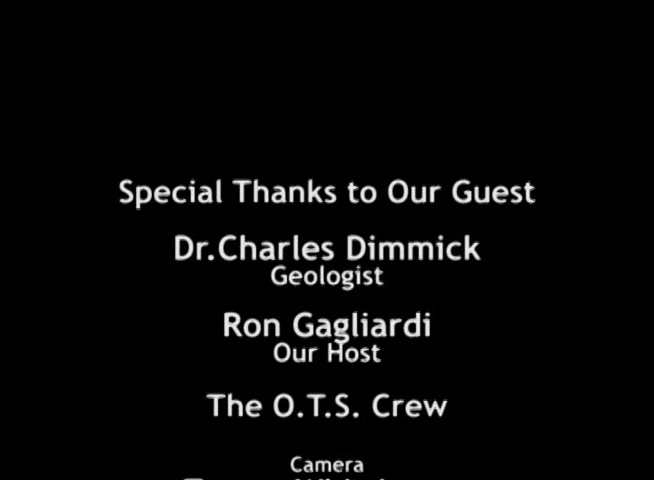 Special Thanks to Our Guest
Dr.Charles Dimmick
Geologist
Ron Gagliardi
Our Host
The O.T.S. Crew
Camera